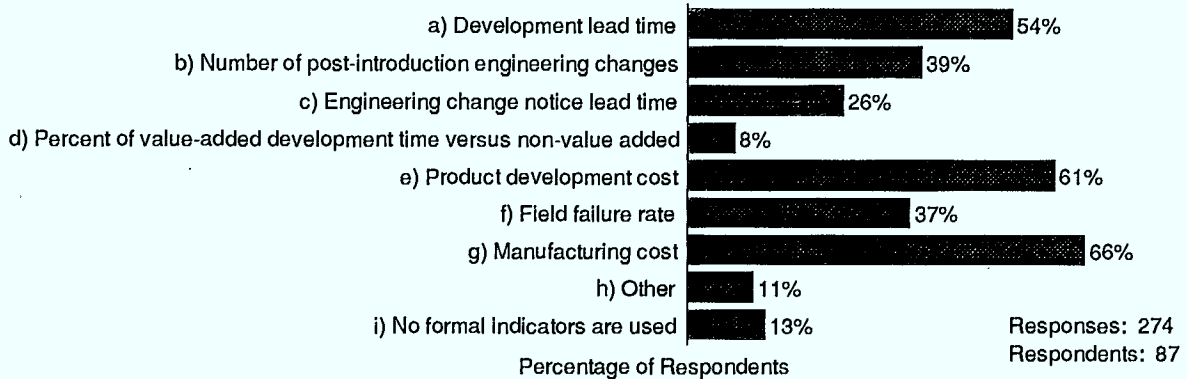 a) Development lead time 54%
b) Number of post-introduction engineering changes 39%
c) Engineering change notice lead time 26%
d) Percent of value-added development time versus non-value added 8%
e) Product development cost 61%
f) Field failure rate 37%
g) Manufacturing cost 66%
h) Other 11%
i) No formal Indicators are used 13%
Responses: 274
Respondents: 87
Percentage of Respondents